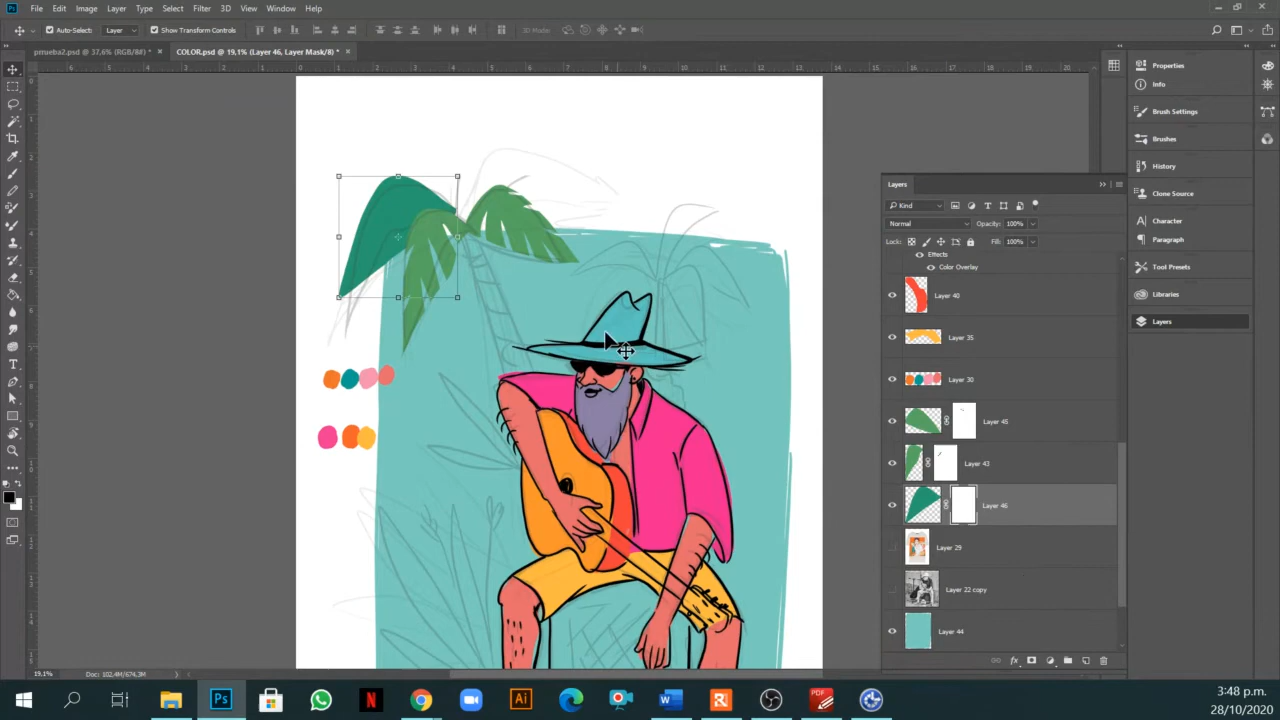 File Edit Image Layer Type Select Filter 3D View Window Help
Auto-Select: Layer Show Transform Controls 3D Mode:
prrueba2.psd @ 37,6% (RGB/8#) * × COLOR.psd @ 19,1% (Layer 46, Layer Mask/8) * ×
Properties
Info
Brush Settings
Brushes
History
Clone Source
Character
Paragraph
Tool Presets
Libraries
Layers
Layers
Kind
Normal Opacity: 100%
Lock: Fill: 100%
Effects
Color Overlay
Layer 40
Layer 35
Layer 30
Layer 45
Layer 43
Layer 46
Layer 29
Layer 22 copy
Layer 44
19,1% Doc: 102,4M/674,3M
Ps N Ai W PDF
3:48 p.m.
28/10/2020